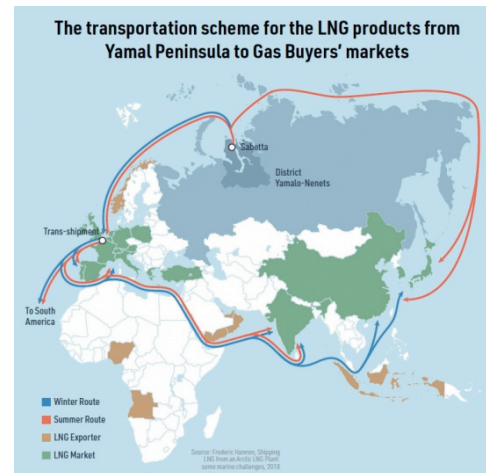 The transportation scheme for the LNG products from
Yamal Peninsula to Gas Buyers' markets
Sabetta
District
Yamalo-Nenets
Trans-shipment
To South
America
Winter Route
Summer Route
LNG Exporter
LNG Market
Source: Frederic Hannon, Shipping
LNG from an Arctic LNG Plant
some marine challenges, 2018